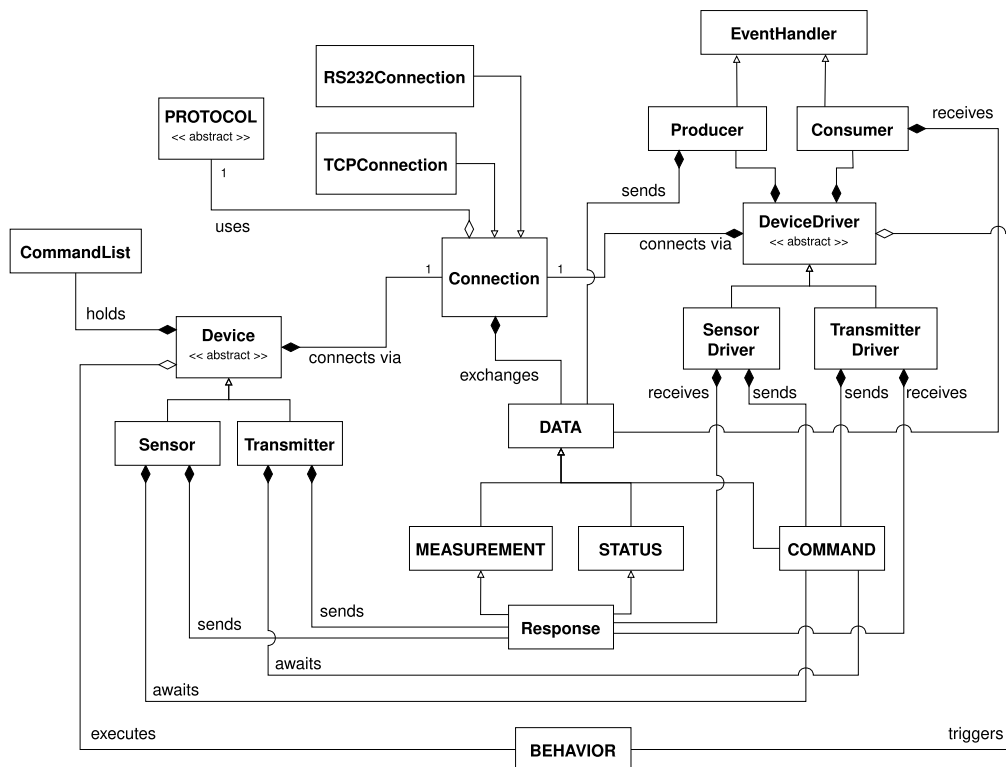 EventHandler
RS232Connection
PROTOCOL
<< abstract >>
1
Producer
Consumer
receives
TCPConnection
sends
uses
CommandList
connects via
DeviceDriver
<< abstract >>
1
Connection
1
holds
Device
<< abstract >>
connects via
Sensor
Driver
Transmitter
Driver
exchanges
receives
sends
sends
receives
DATA
Sensor
Transmitter
MEASUREMENT
STATUS
COMMAND
sends
sends
Response
awaits
awaits
executes
BEHAVIOR
triggers